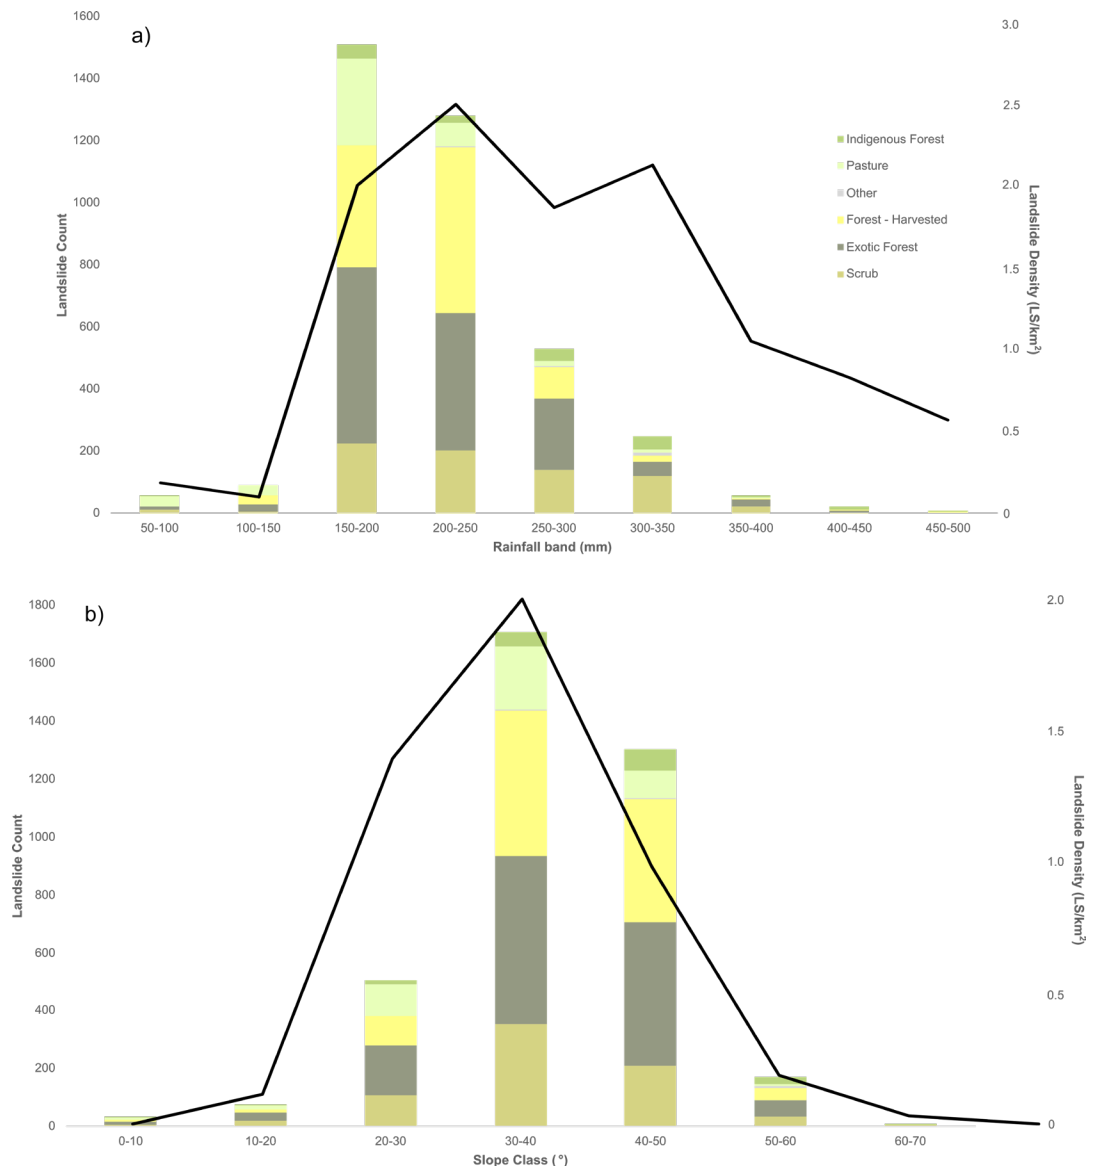 a)
1600
1400
1200
1000
800
600
400
200
0
Landslide Count
3.0
2.5
2.0
1.5
1.0
0.5
0
Landslide Density (LS/km²)
Indigenous Forest
Pasture
Other
Forest - Harvested
Exotic Forest
Scrub
50-100 100-150 150-200 200-250 250-300 300-350 350-400 400-450 450-500
Rainfall band (mm)
b)
1800
1600
1400
1200
1000
800
600
400
200
0
Landslide Count
2.0
1.5
1.0
0.5
0
Landslide Density (LS/km²)
0-10 10-20 20-30 30-40 40-50 50-60 60-70
Slope Class (°)